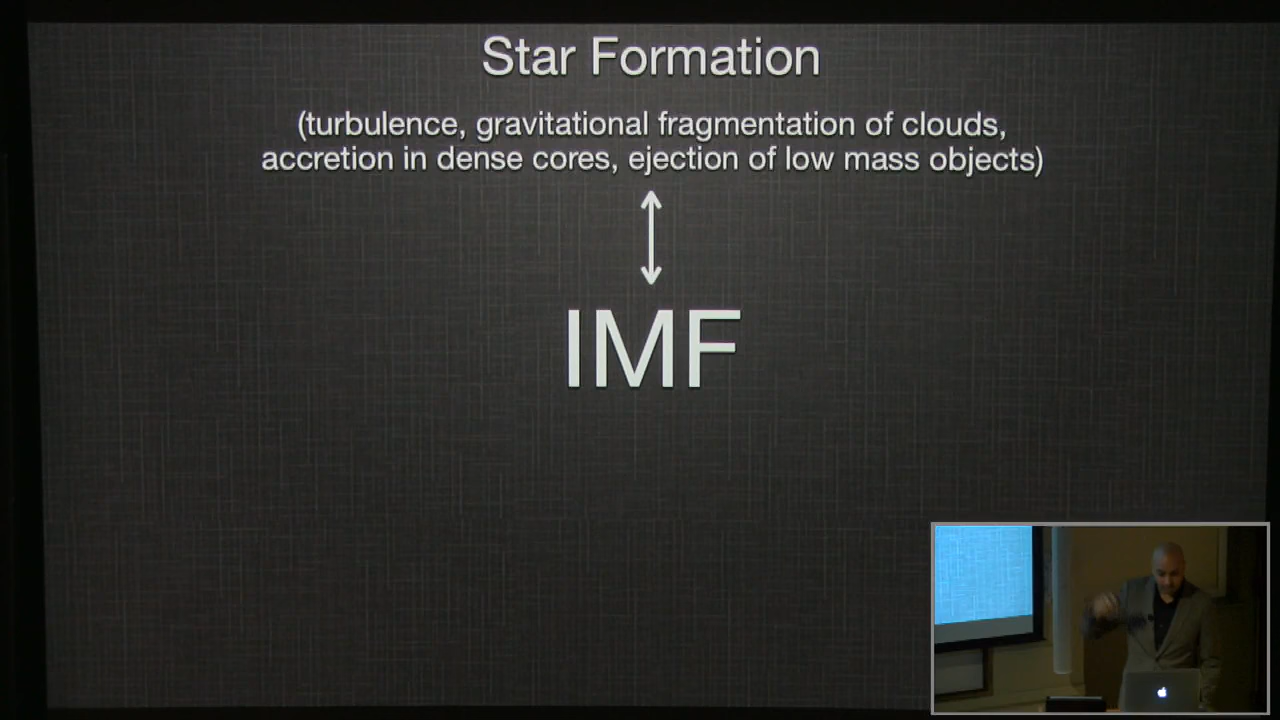 Star Formation
(turbulence, gravitational fragmentation of clouds,
accretion in dense cores, ejection of low mass objects)
IMF